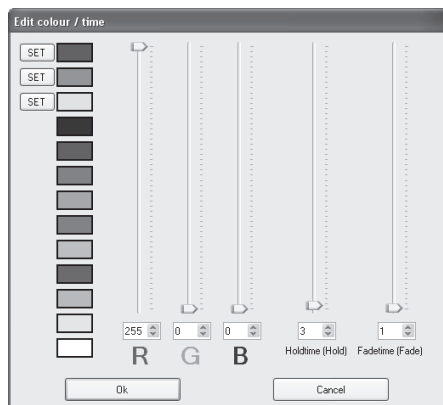 Edit colour / time
SET
SET
SET
255 0 0 3 1
R G B Holdtime (Hold) Fadetime (Fade)
Ok Cancel